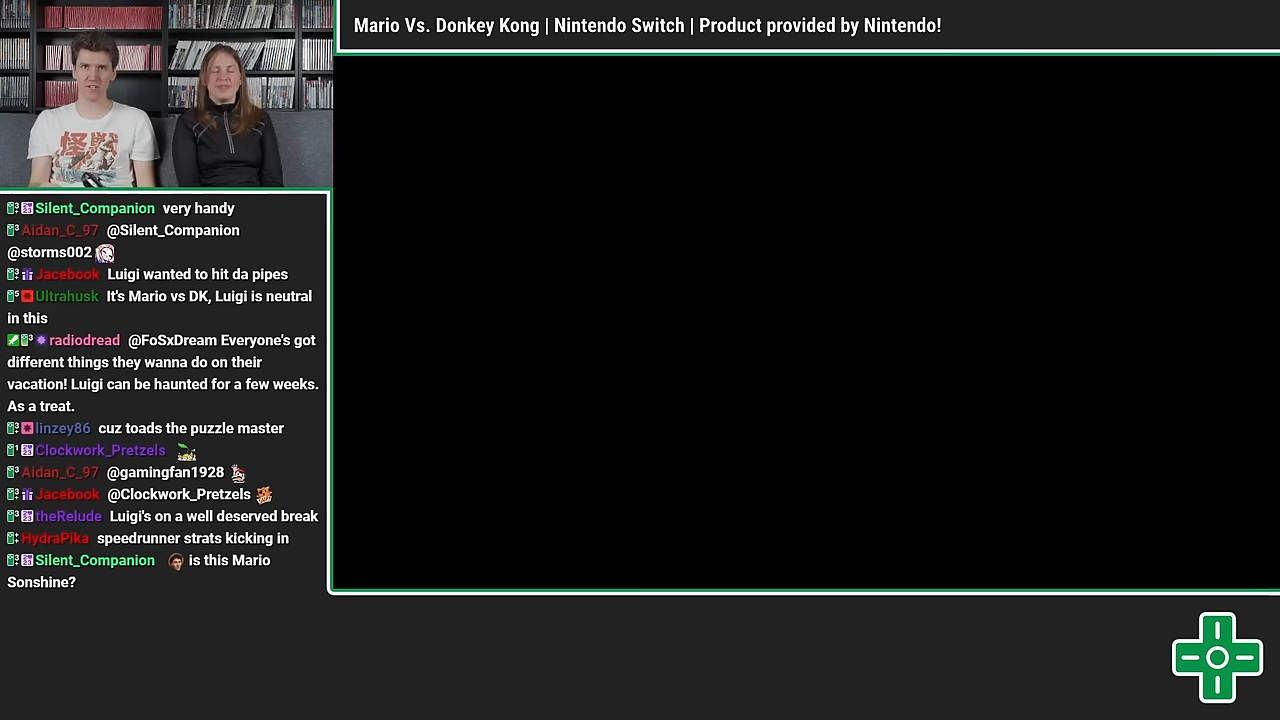 Mario Vs. Donkey Kong | Nintendo Switch | Product provided by Nintendo!
怪獣
Silent_Companion very handy
Aidan_C_97 @Silent_Companion
@storms002
Jacebook Luigi wanted to hit da pipes
Ultrahusk It's Mario vs DK, Luigi is neutral
in this
radiodread @FoSxDream Everyone's got
different things they wanna do on their
vacation! Luigi can be haunted for a few weeks.
As a treat.
linzey86 cuz toads the puzzle master
Clockwork_Pretzels
Aidan_C_97 @gamingfan1928
Jacebook @Clockwork_Pretzels
theRelude Luigi's on a well deserved break
HydraPika speedrunner strats kicking in
Silent_Companion is this Mario
Sonshine?